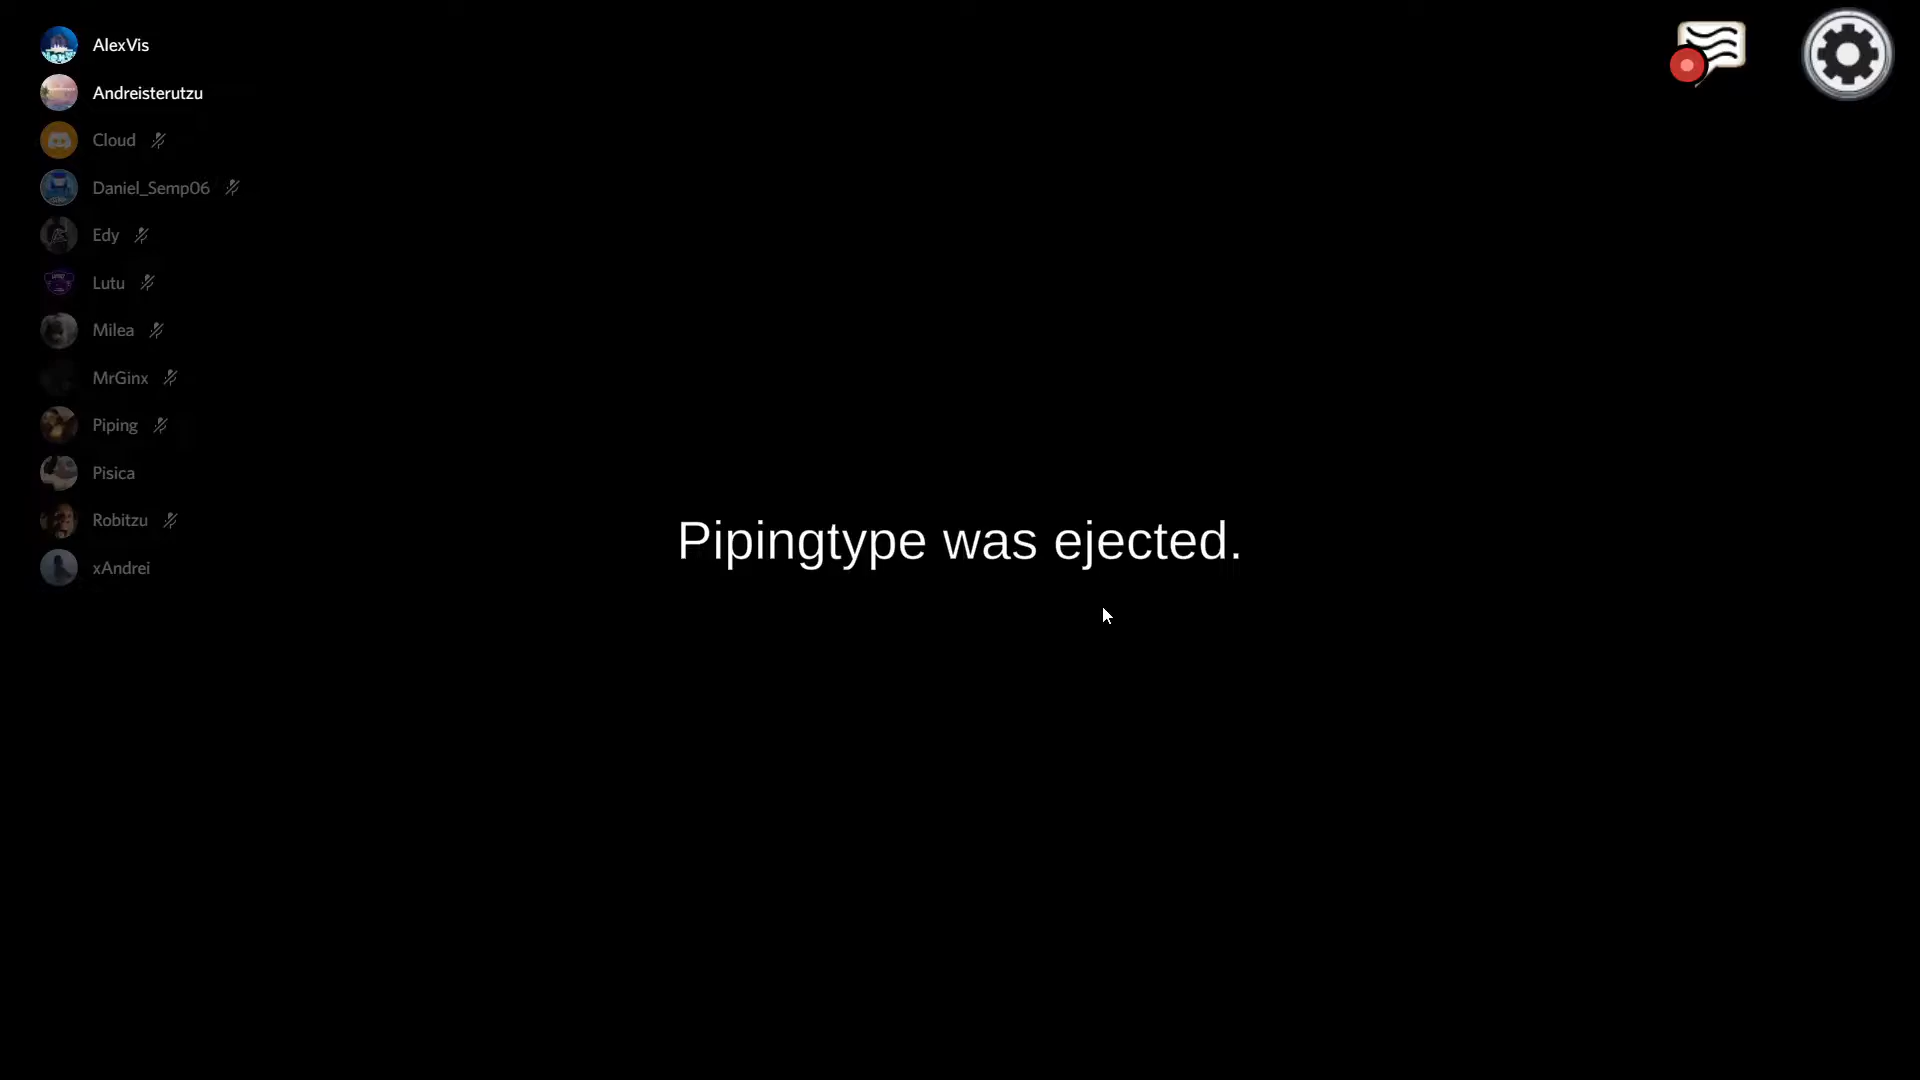 AlexVis
Andreisterutzu
Cloud
Daniel_Semp06
Edy
Lutu
Milea
MrGinx
Piping
Pisica
Robitzu
xAndrei
Pipingtype was ejected.